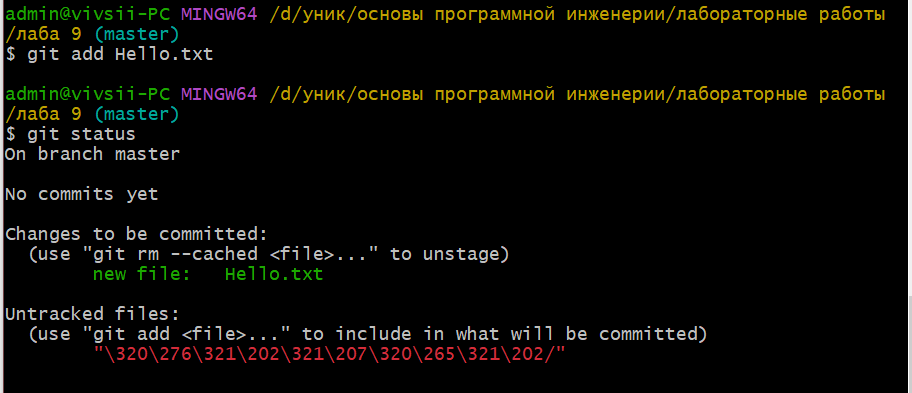 admin@vivsii-PC MINGW64 /d/уник/основы программной инженерии/лабораторные работы
/лаба 9 (master)
$ git add Hello.txt
admin@vivsii-PC MINGW64 /d/уник/основы программной инженерии/лабораторные работы
/лаба 9 (master)
$ git status
On branch master
No commits yet
Changes to be committed:
(use "git rm --cached <file>..." to unstage)
new file:   Hello.txt
Untracked files:
(use "git add <file>..." to include in what will be committed)
"\320\276\321\202\321\207\320\265\321\202/"